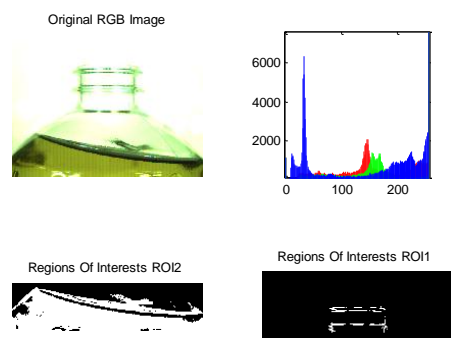 Original RGB Image
6000
4000
2000
0
100
200
Regions Of Interests ROI2
Regions Of Interests ROI1